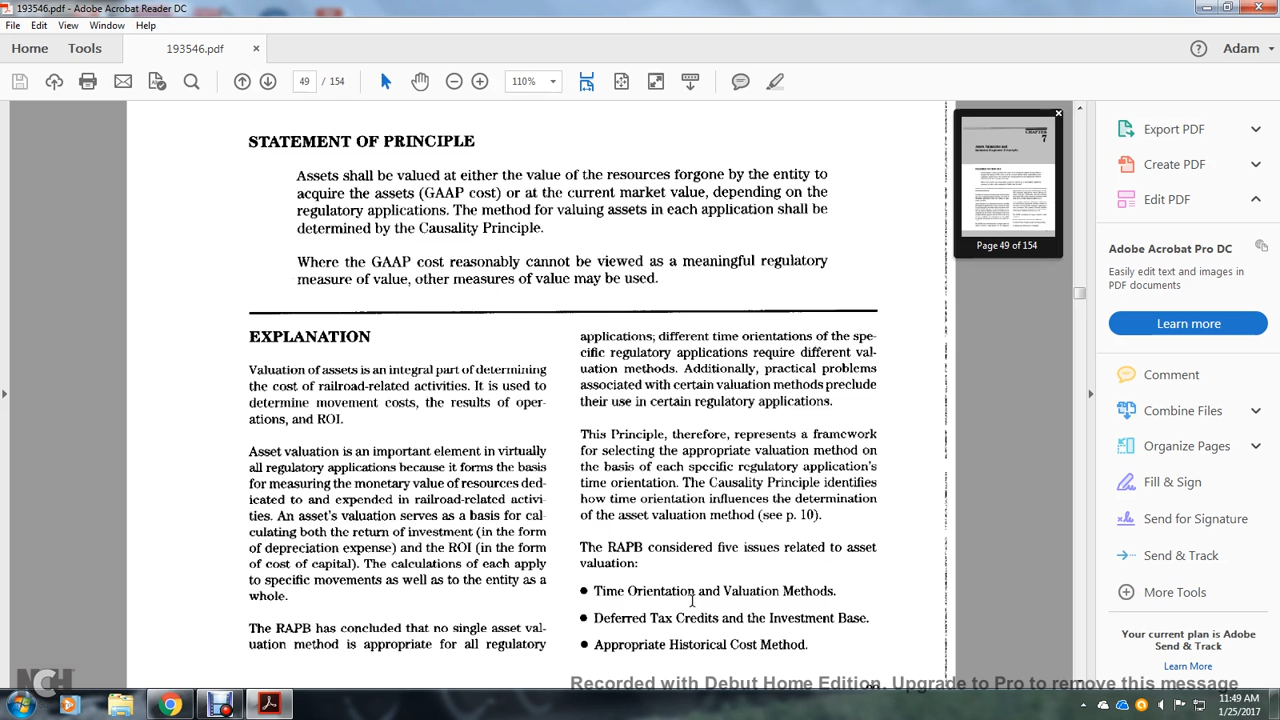 193546.pdf - Adobe Acrobat Reader DC
File Edit View Window Help
Home Tools 193546.pdf × Adam
49 / 154 110%
STATEMENT OF PRINCIPLE
Assets shall be valued at either the value of the resources forgone by the entity to
acquire the assets (GAAP cost) or at the current market value, depending on the
regulatory applications. The method for valuing assets in each application shall be
determined by the Causality Principle.
Where the GAAP cost reasonably cannot be viewed as a meaningful regulatory
measure of value, other measures of value may be used.
EXPLANATION
Valuation of assets is an integral part of determining
the cost of railroad-related activities. It is used to
determine movement costs, the results of oper-
ations, and ROI.
Asset valuation is an important element in virtually
all regulatory applications because it forms the basis
for measuring the monetary value of resources ded-
icated to and expended in railroad-related activi-
ties. An asset's valuation serves as a basis for cal-
culating both the return of investment (in the form
of depreciation expense) and the ROI (in the form
of cost of capital). The calculations of each apply
to specific movements as well as to the entity as a
whole.
The RAPB has concluded that no single asset val-
uation method is appropriate for all regulatory
applications; different time orientations of the spe-
cific regulatory applications require different val-
uation methods. Additionally, practical problems
associated with certain valuation methods preclude
their use in certain regulatory applications.
This Principle, therefore, represents a framework
for selecting the appropriate valuation method on
the basis of each specific regulatory application's
time orientation. The Causality Principle identifies
how time orientation influences the determination
of the asset valuation method (see p. 10).
The RAPB considered five issues related to asset
valuation:
● Time Orientation and Valuation Methods.
● Deferred Tax Credits and the Investment Base.
● Appropriate Historical Cost Method.
CHAPTER
7
Page 49 of 154
Export PDF
Create PDF
Edit PDF
Adobe Acrobat Pro DC
Easily edit text and images in
PDF documents
Learn more
Comment
Combine Files
Organize Pages
Fill & Sign
Send for Signature
Send & Track
More Tools
Your current plan is Adobe
Send & Track
Learn More
NCH
Recorded with Debut Home Edition. Upgrade to Pro to remove this message
11:49 AM
1/25/2017